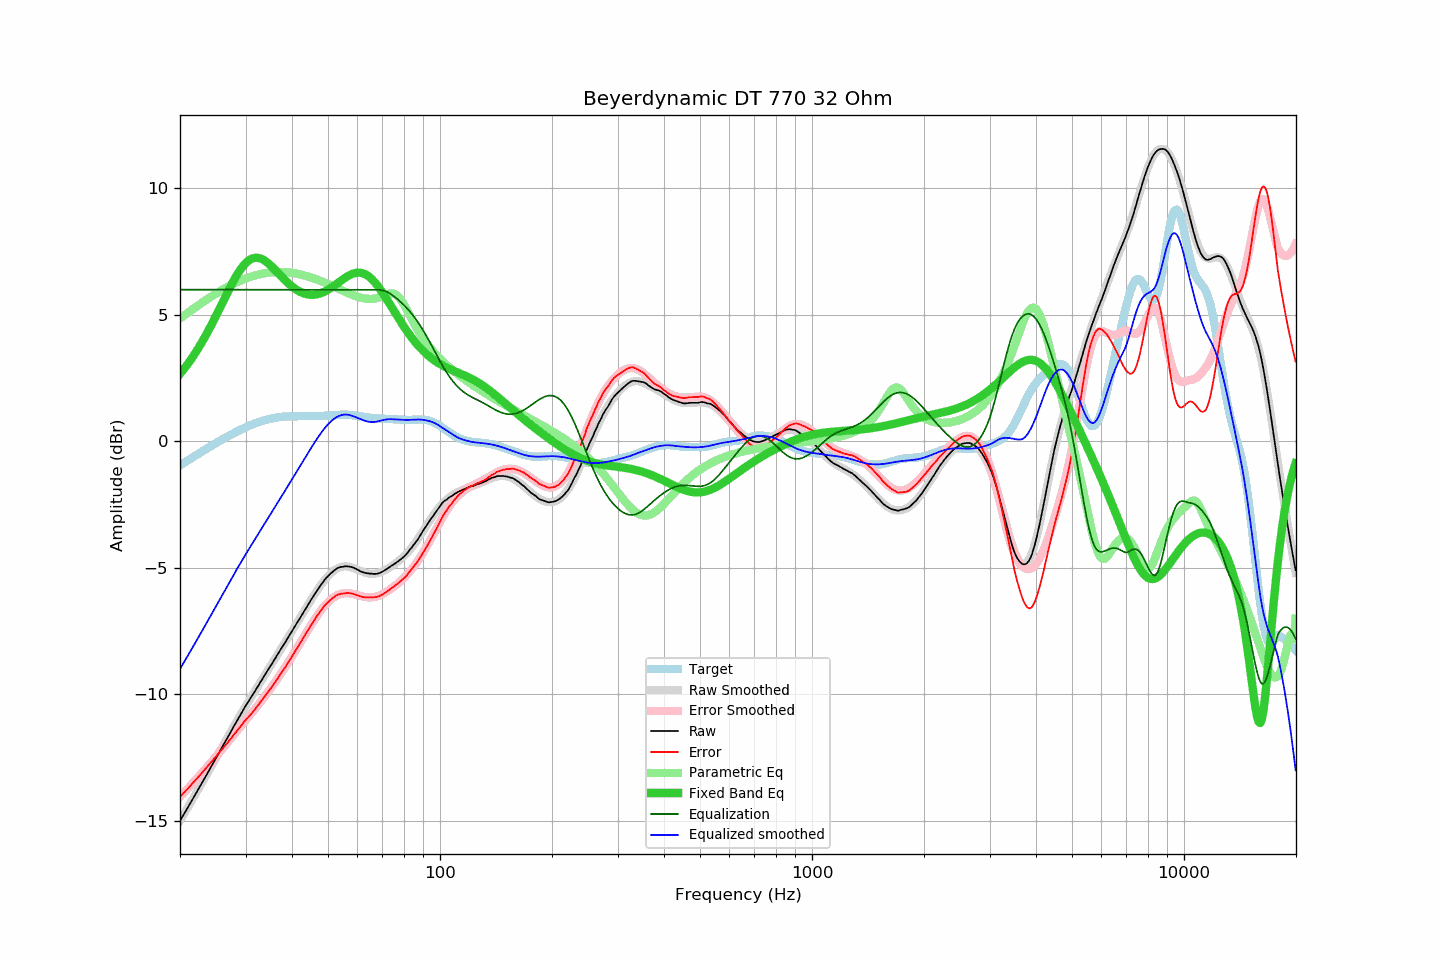 Beyerdynamic DT 770 32 Ohm
10
5
0
−5
−10
−15
Amplitude (dBr)
Target
Raw Smoothed
Error Smoothed
Raw
Error
Parametric Eq
Fixed Band Eq
Equalization
Equalized smoothed
100
1000
10000
Frequency (Hz)